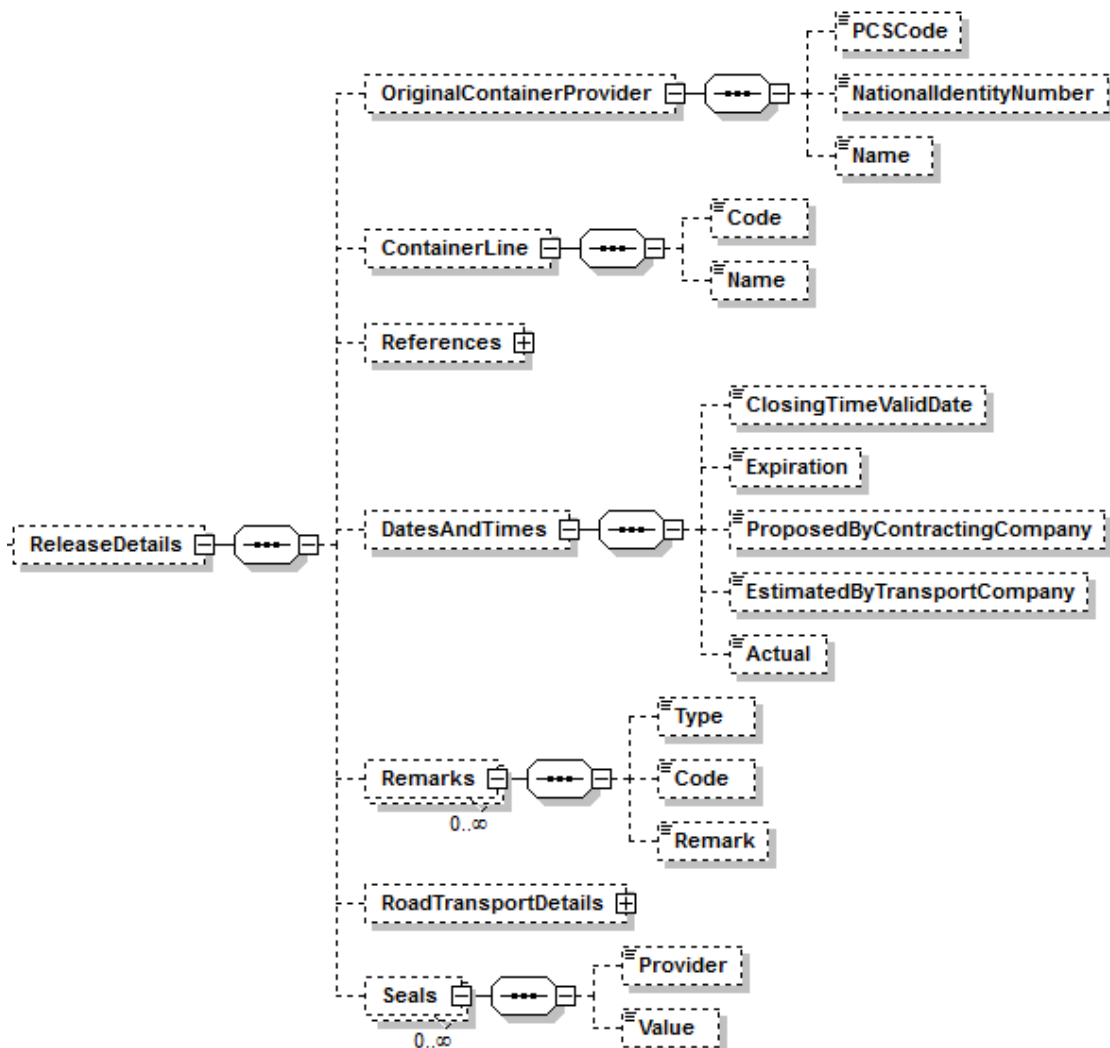 PCSCode
OriginalContainerProvider
NationalIdentityNumber
Name
Code
ContainerLine
Name
References
ClosingTimeValidDate
Expiration
ReleaseDetails
DatesAndTimes
ProposedByContractingCompany
EstimatedByTransportCompany
Actual
Type
Remarks
Code
0..∞
Remark
RoadTransportDetails
Provider
Seals
Value
0..∞